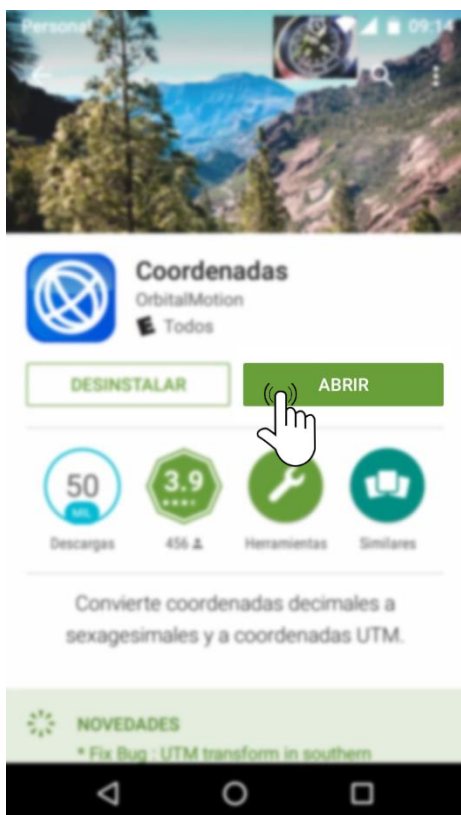 Personal 09:14
Coordenadas
OrbitalMotion
E Todos
DESINSTALAR ABRIR
50 3.9
MIL
Descargas 456 Herramientas Similares
Convierte coordenadas decimales a
sexagesimales y a coordenadas UTM.
NOVEDADES
* Fix Bug : UTM transform in southern